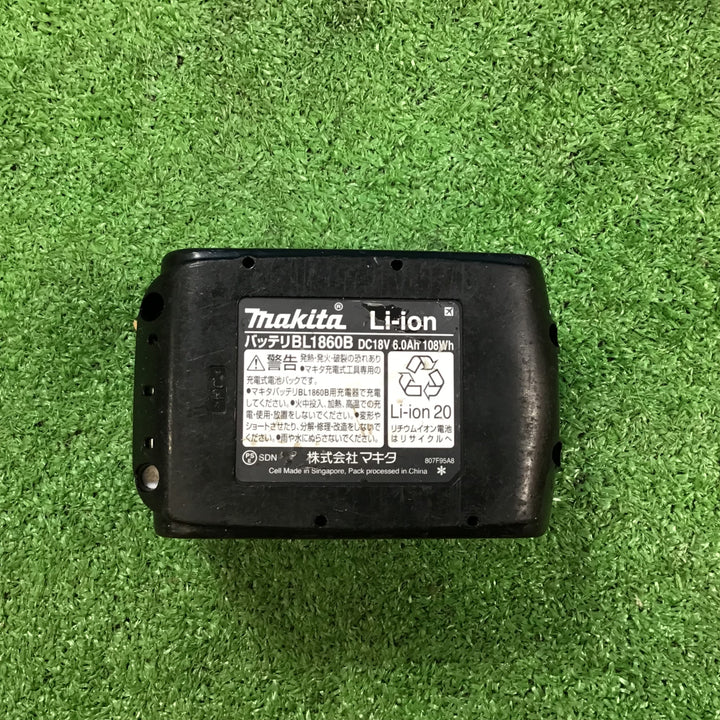 makita® Li-ion
バッテリBL1860B DC18V 6.0Ah 108Wh
警告 発熱・発火・破裂の恐れあり
●マキタ充電式工具専用の
充電式電池パックです。
●マキタバッテリBL1860B用充電器で充電
してください。●火中投入、加熱、高温での充
電・使用・放置をしないでください。●変形や
ショートさせたり、分解・修理・改造をしないで
ください。●雨や水にぬらさないでください。
Li-ion 20
リチウムイオン電池
はリサイクルへ
PS E SDN 株式会社マキタ 807F95A8
Cell Made in Singapore, Pack processed in China *